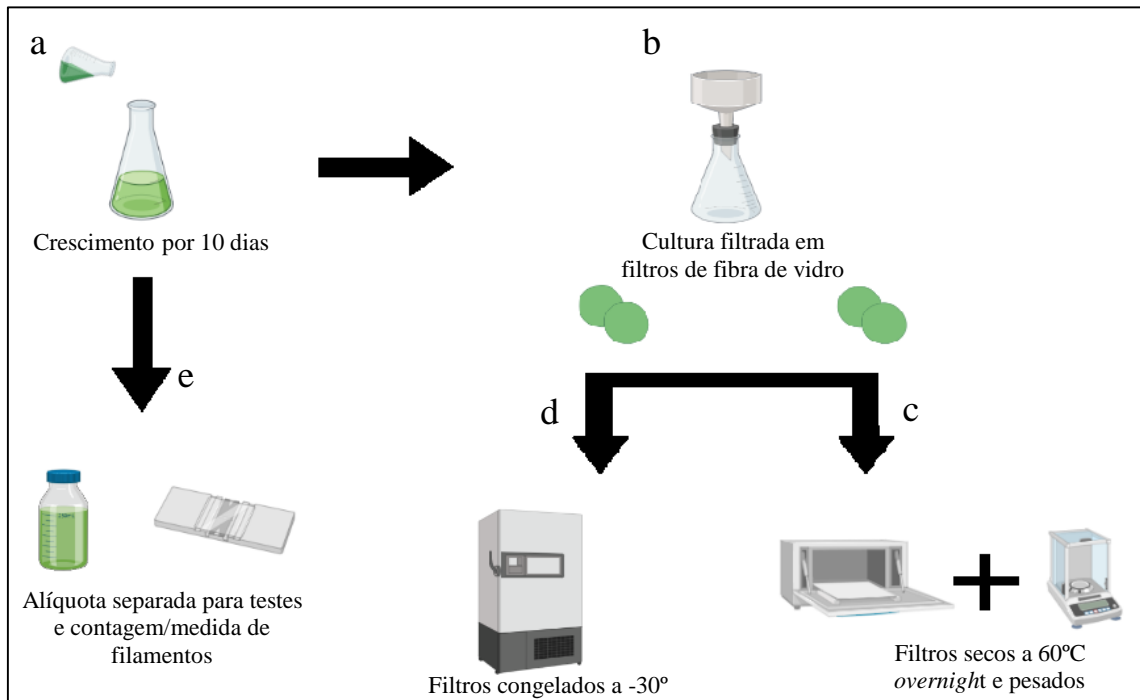 a
b
Crescimento por 10 dias
Cultura filtrada em
filtros de fibra de vidro
e
d
c
Alíquota separada para testes
e contagem/medida de
filamentos
Filtros congelados a -30º
Filtros secos a 60ºC
overnight e pesados